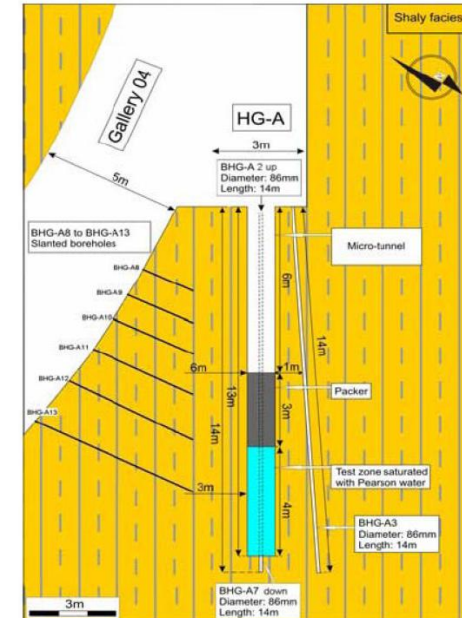 Shaly facies
Gallery 04
HG-A
3m
BHG-A 2 up
Diameter: 86mm
Length: 14m
5m
BHG-A8 to BHG-A13
Slanted boreholes
Micro-tunnel
6m
BHG-A8
BHG-A9
BHG-A10
BHG-A11
BHG-A12
BHG-A13
14m
6m
1m
13m
14m
3m
Packer
3m
4m
Test zone saturated
with Pearson water
BHG-A3
Diameter: 86mm
Length: 14m
BHG-A7 down
Diameter: 86mm
Length: 14m
3m